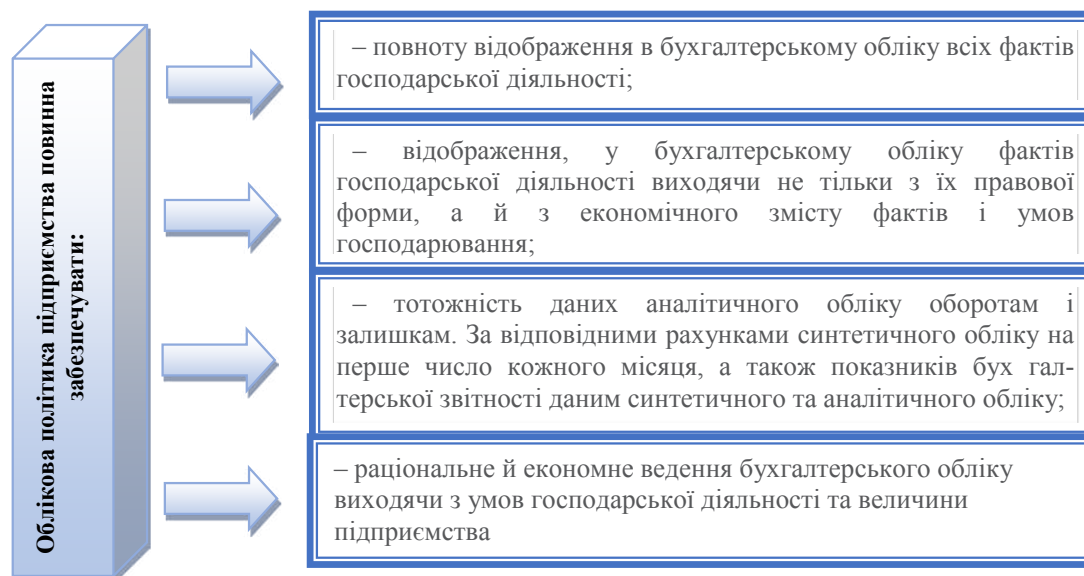 Облікова політика підприємства повинна
забезпечувати:
– повноту відображення в бухгалтерському обліку всіх фактів
господарської діяльності;
– відображення, у бухгалтерському обліку фактів
господарської діяльності виходячи не тільки з їх правової
форми, а й з економічного змісту фактів і умов
господарювання;
– тотожність даних аналітичного обліку оборотам і
залишкам. За відповідними рахунками синтетичного обліку на
перше число кожного місяця, а також показників бух гал-
терської звітності даним синтетичного та аналітичного обліку;
– раціональне й економне ведення бухгалтерського обліку
виходячи з умов господарської діяльності та величини
підприємства